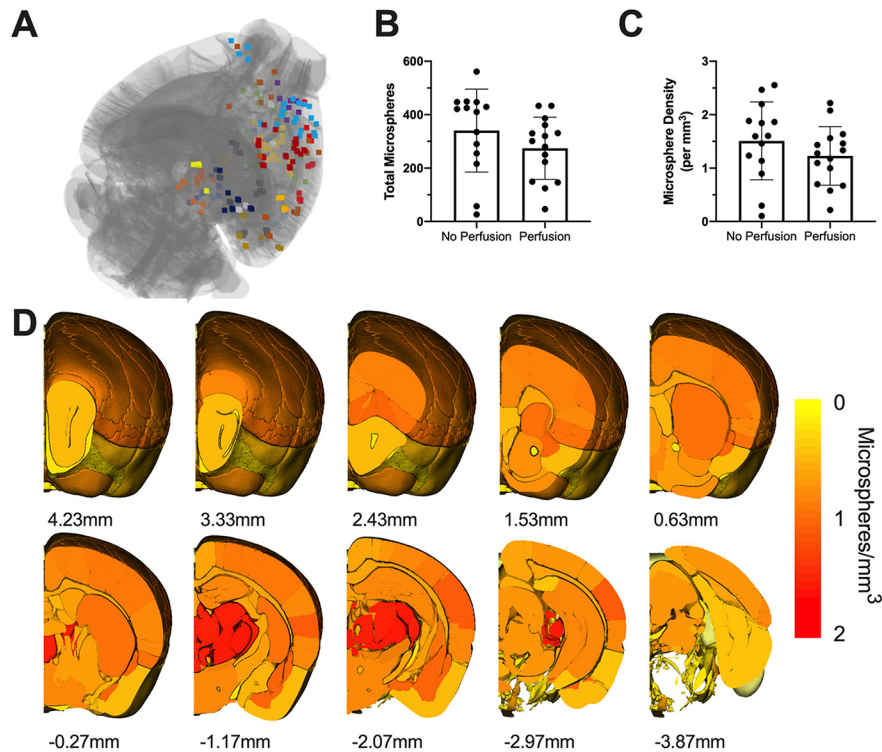 A
B
C
600
400
200
0
Total Microspheres
No Perfusion
Perfusion
3
2
1
0
Microsphere Density
(per mm³)
No Perfusion
Perfusion
D
4.23mm
3.33mm
2.43mm
1.53mm
0.63mm
0
1
2
Microspheres/mm³
-0.27mm
-1.17mm
-2.07mm
-2.97mm
-3.87mm